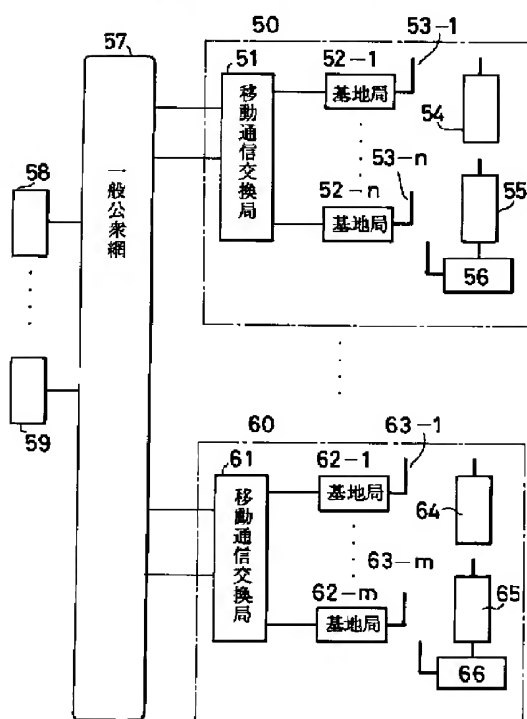 50
57
53-1
51
52-1
移動通信交換局
基地局
54
58
一般公衆網
53-n
52-n
基地局
55
56
59
60
63-1
61
62-1
移動通信交換局
基地局
64
63-m
62-m
基地局
65
66